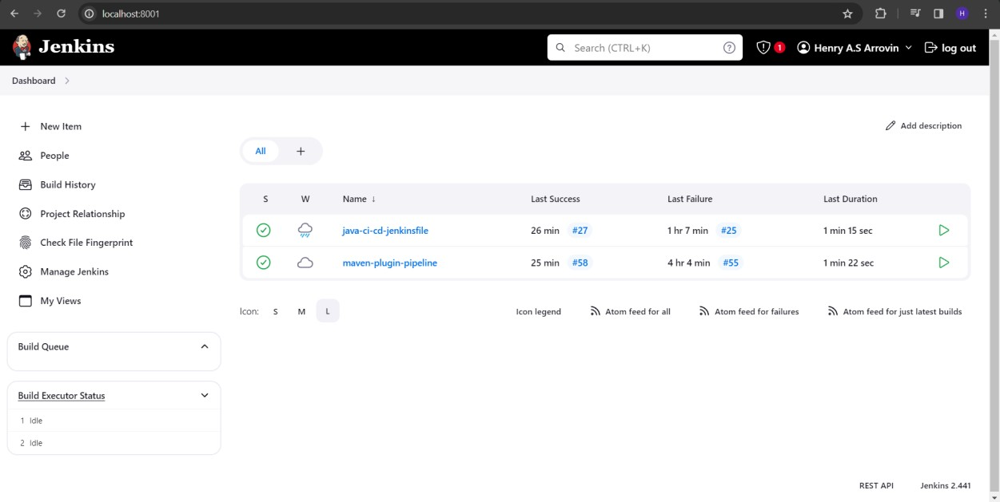 localhost:8001
H
Jenkins
Search (CTRL+K)
?
1
Henry A.S Arrovin
log out
Dashboard
New Item
People
Build History
Project Relationship
Check File Fingerprint
Manage Jenkins
My Views
Build Queue
Build Executor Status
1 Idle
2 Idle
Add description
All +
S W Name ↓ Last Success Last Failure Last Duration
java-ci-cd-jenkinsfile 26 min #27 1 hr 7 min #25 1 min 15 sec
maven-plugin-pipeline 25 min #58 4 hr 4 min #55 1 min 22 sec
Icon: S M L
Icon legend Atom feed for all Atom feed for failures Atom feed for just latest builds
REST API Jenkins 2.441